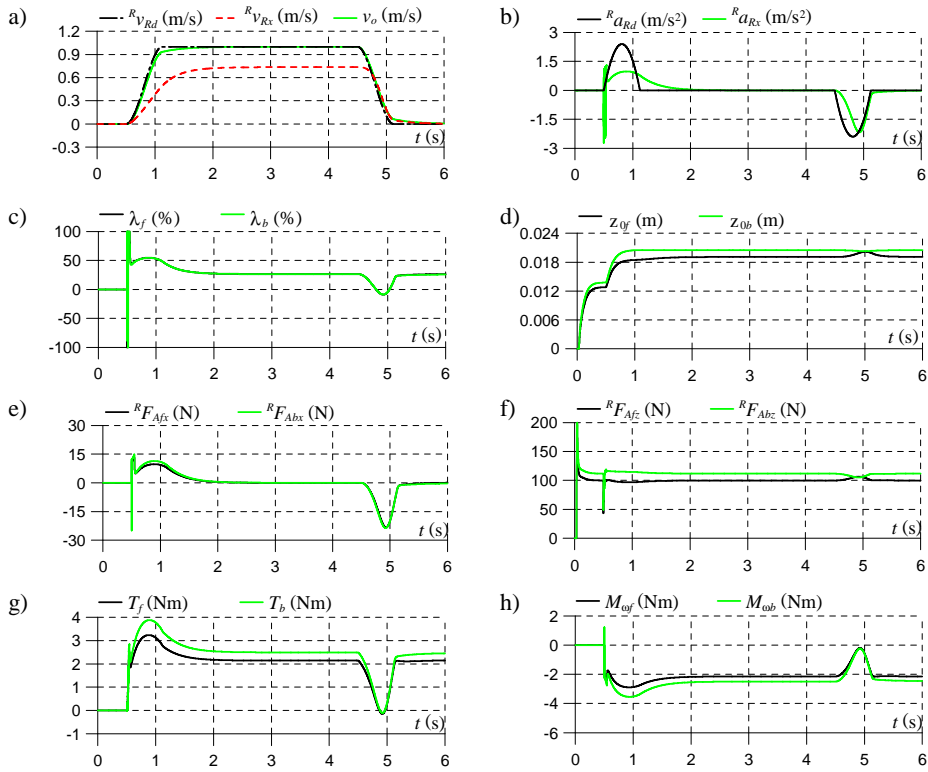 a) ᴿv_Rd (m/s) ᴿv_Rx (m/s) v_o (m/s)
1.2
0.9
0.6
0.3
0
-0.3
t (s)
0 1 2 3 4 5 6
b) ᴿa_Rd (m/s²) ᴿa_Rx (m/s²)
3
1.5
0
-1.5
-3
t (s)
0 1 2 3 4 5 6
c) λ_f (%) λ_b (%)
100
50
0
-50
-100
t (s)
0 1 2 3 4 5 6
d) z_0f (m) z_0b (m)
0.024
0.018
0.012
0.006
0
t (s)
0 1 2 3 4 5 6
e) ᴿF_Afx (N) ᴿF_Abx (N)
30
15
0
-15
-30
t (s)
0 1 2 3 4 5 6
f) ᴿF_Afz (N) ᴿF_Abz (N)
200
150
100
50
0
t (s)
0 1 2 3 4 5 6
g) T_f (Nm) T_b (Nm)
4
3
2
1
0
-1
t (s)
0 1 2 3 4 5 6
h) M_ωf (Nm) M_ωb (Nm)
2
0
-2
-4
-6
t (s)
0 1 2 3 4 5 6